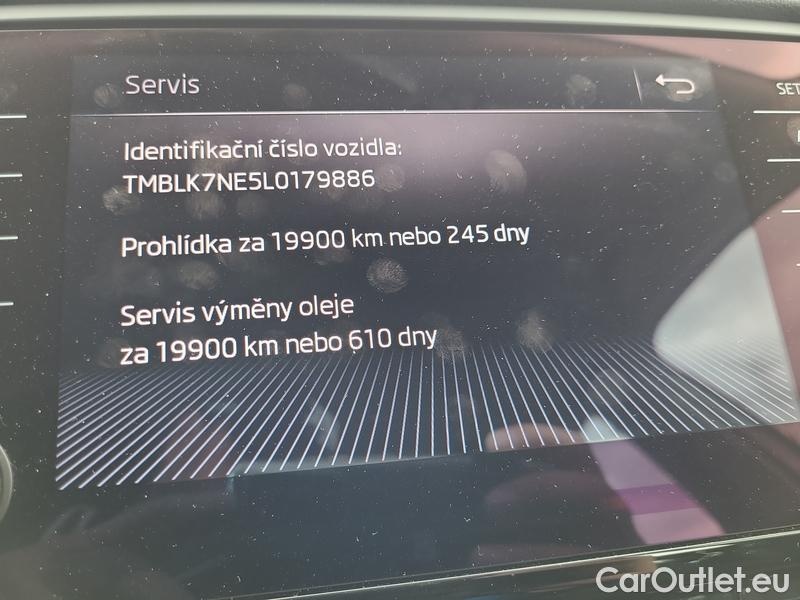 Servis
SET
Identifikační číslo vozidla:
TMBLK7NE5L0179886
Prohlídka za 19900 km nebo 245 dny
Servis výměny oleje
za 19900 km nebo 610 dny
CarOutlet.eu